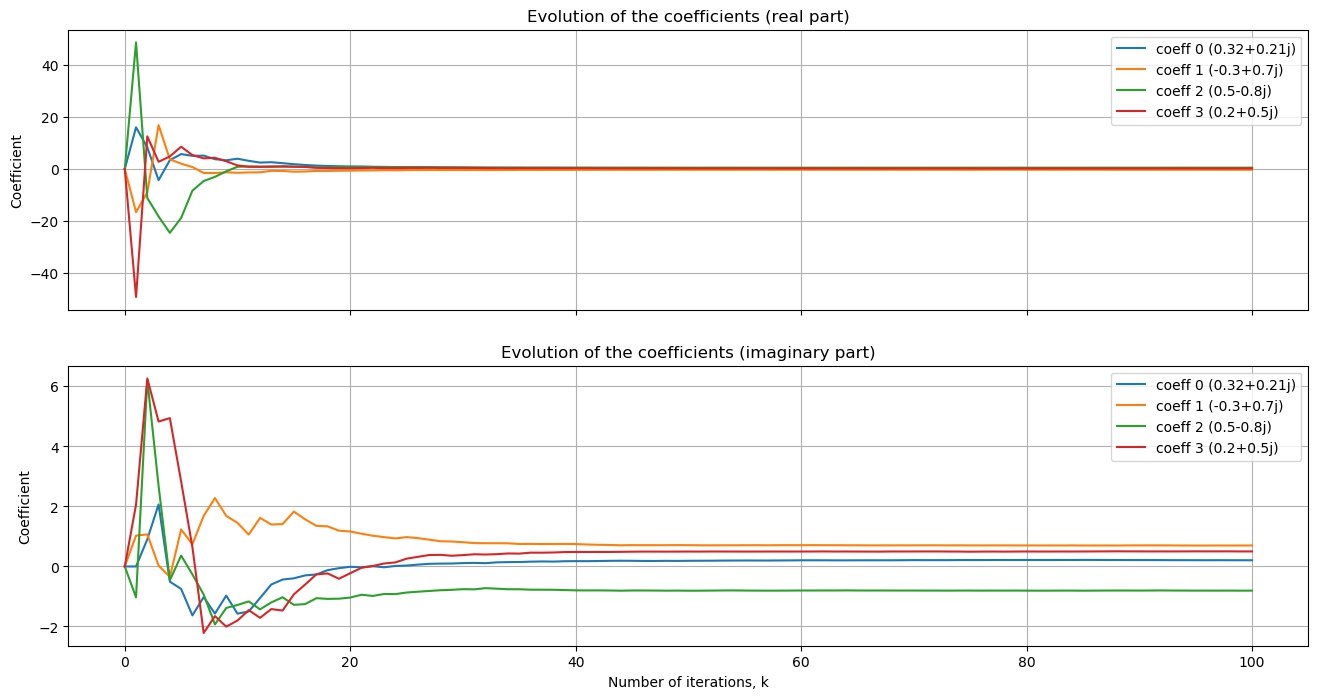 Evolution of the coefficients (real part)
Coefficient
40
20
0
−20
−40
coeff 0 (0.32+0.21j)
coeff 1 (-0.3+0.7j)
coeff 2 (0.5-0.8j)
coeff 3 (0.2+0.5j)
Evolution of the coefficients (imaginary part)
Coefficient
6
4
2
0
−2
coeff 0 (0.32+0.21j)
coeff 1 (-0.3+0.7j)
coeff 2 (0.5-0.8j)
coeff 3 (0.2+0.5j)
0 20 40 60 80 100
Number of iterations, k